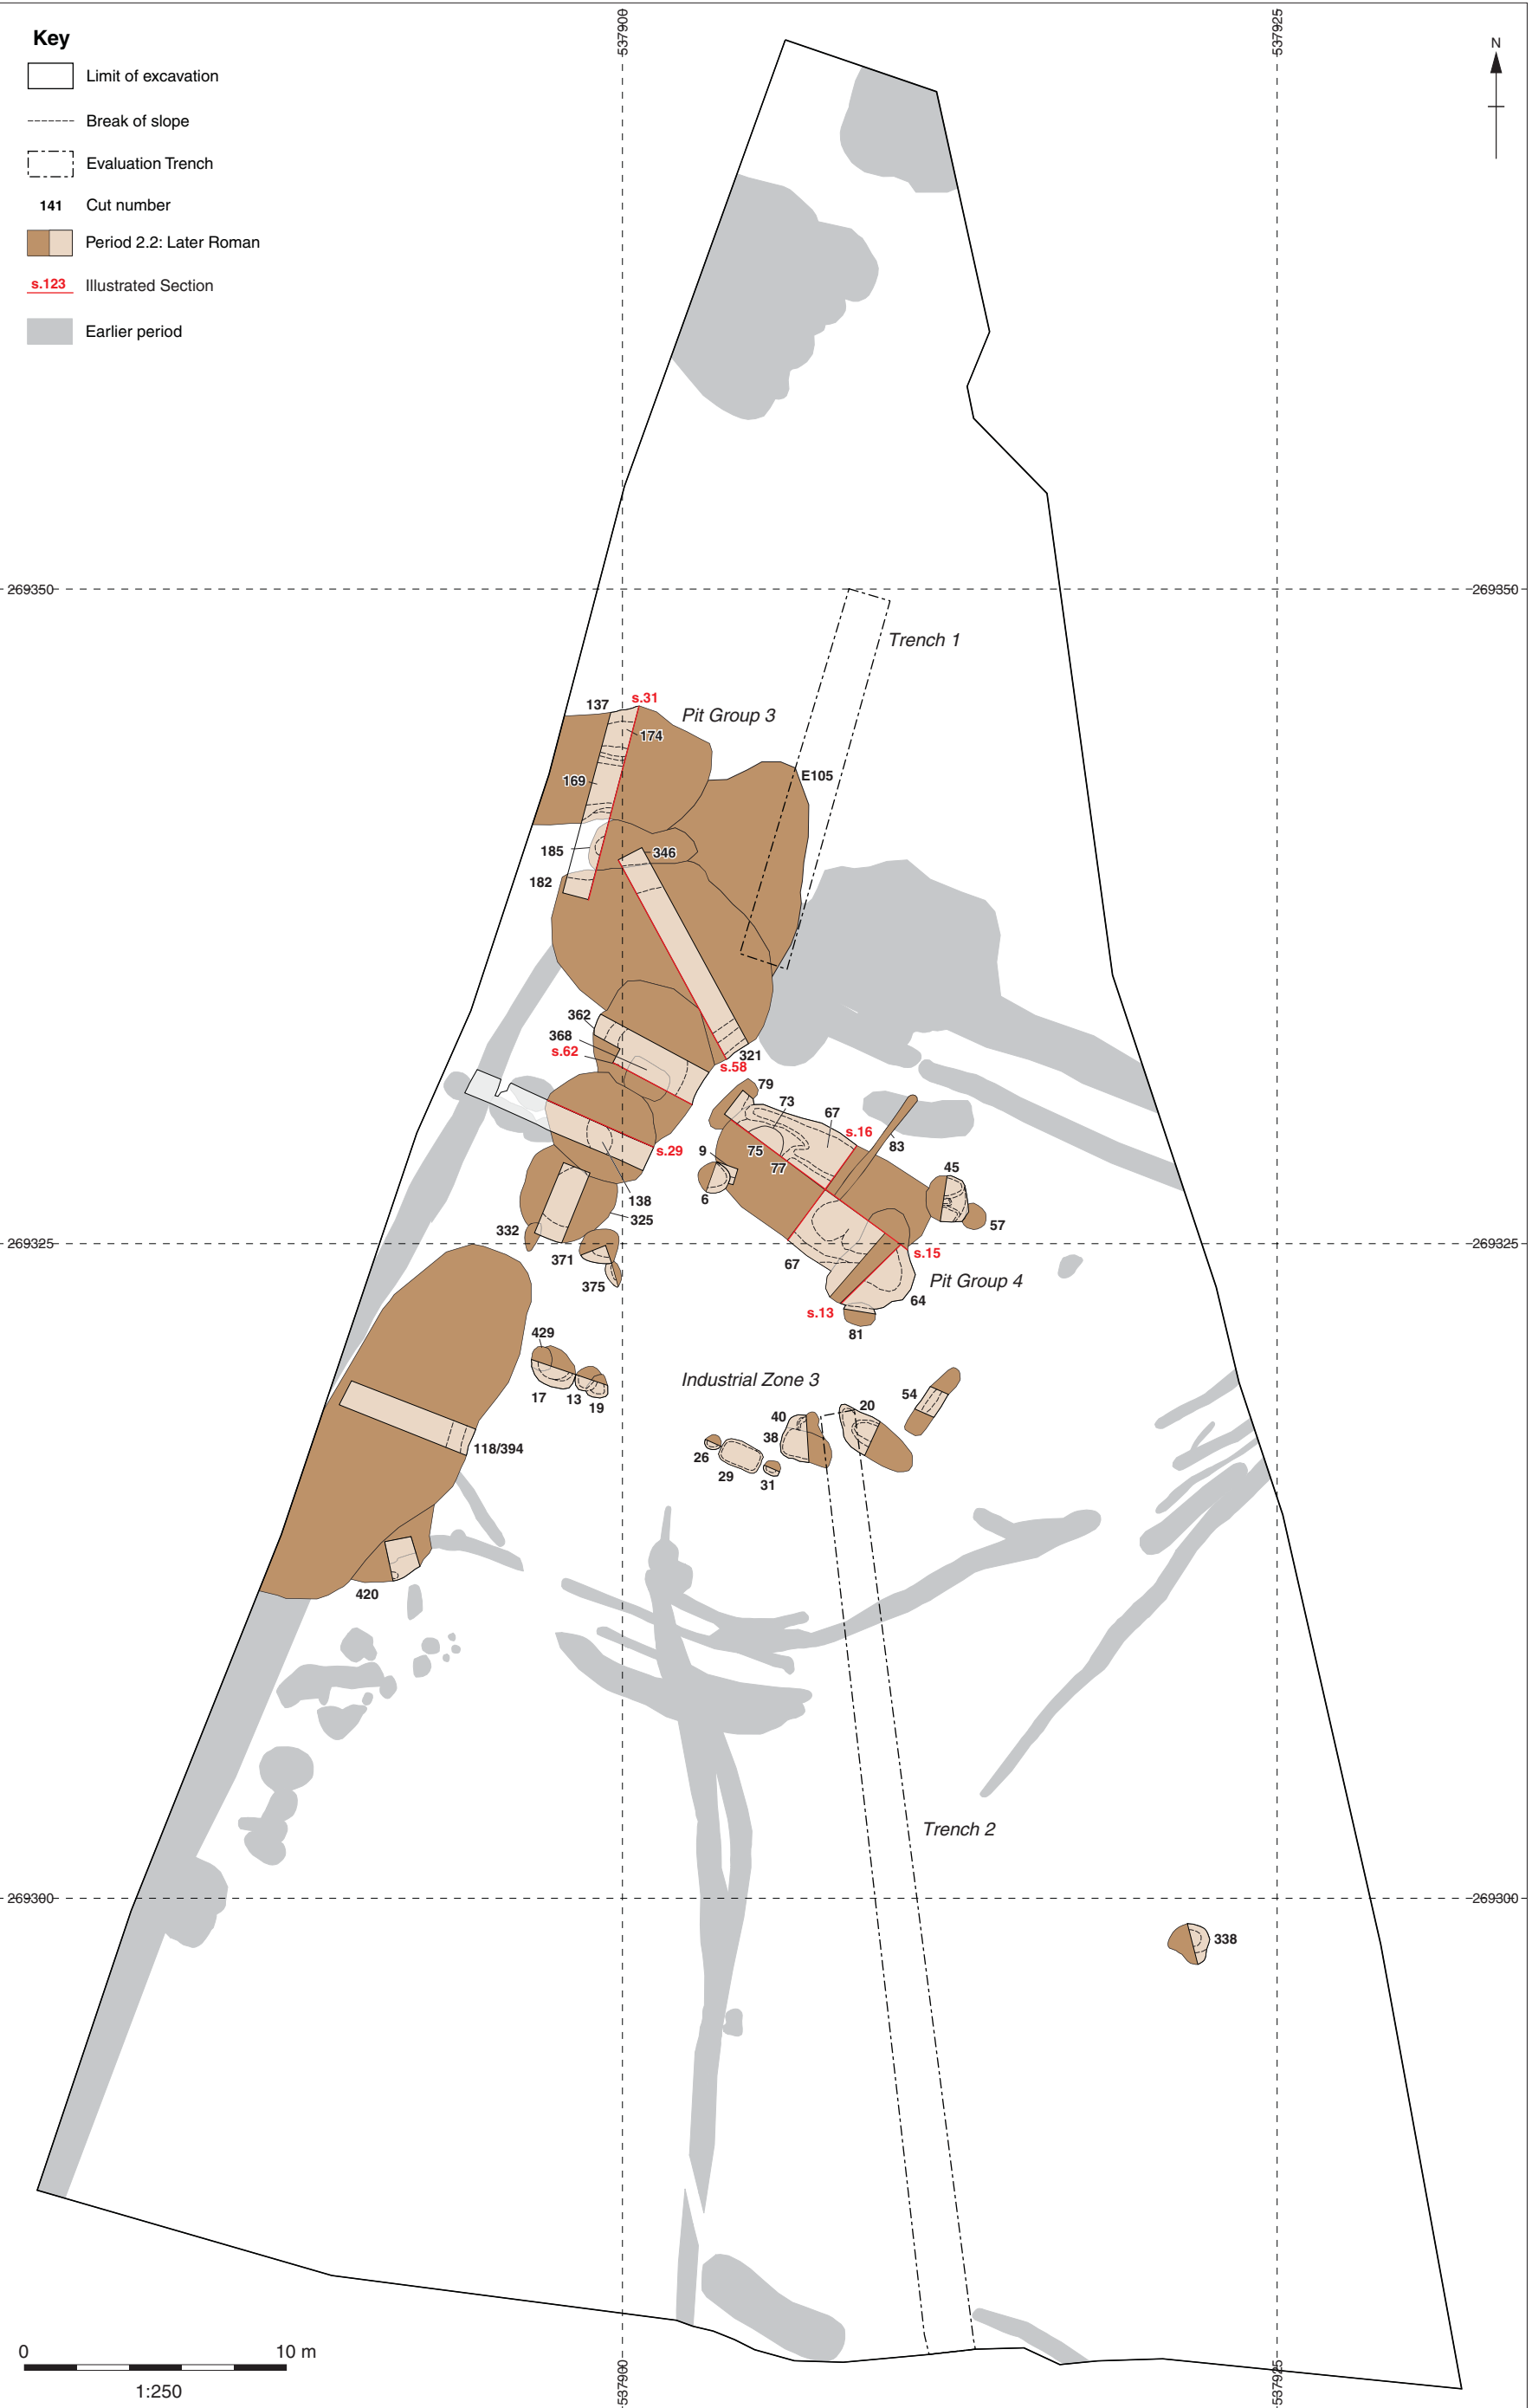 537900
537925
Key
N
Limit of excavation
Break of slope
Evaluation Trench
141 Cut number
Period 2.2: Later Roman
s.123 Illustrated Section
Earlier period
269350
269350
Trench 1
s.31
137
Pit Group 3
174
E105
169
185
346
182
362
368
s.62
321
s.58
79
73
67
s.16
83
9
75
77
s.29
45
6
138
325
57
332
371
269325
269325
s.15
67
375
Pit Group 4
64
s.13
81
429
Industrial Zone 3
17
13
19
54
40
20
38
118/394
26
29
31
420
Trench 2
269300
269300
338
0 10 m
1:250
537900
537925